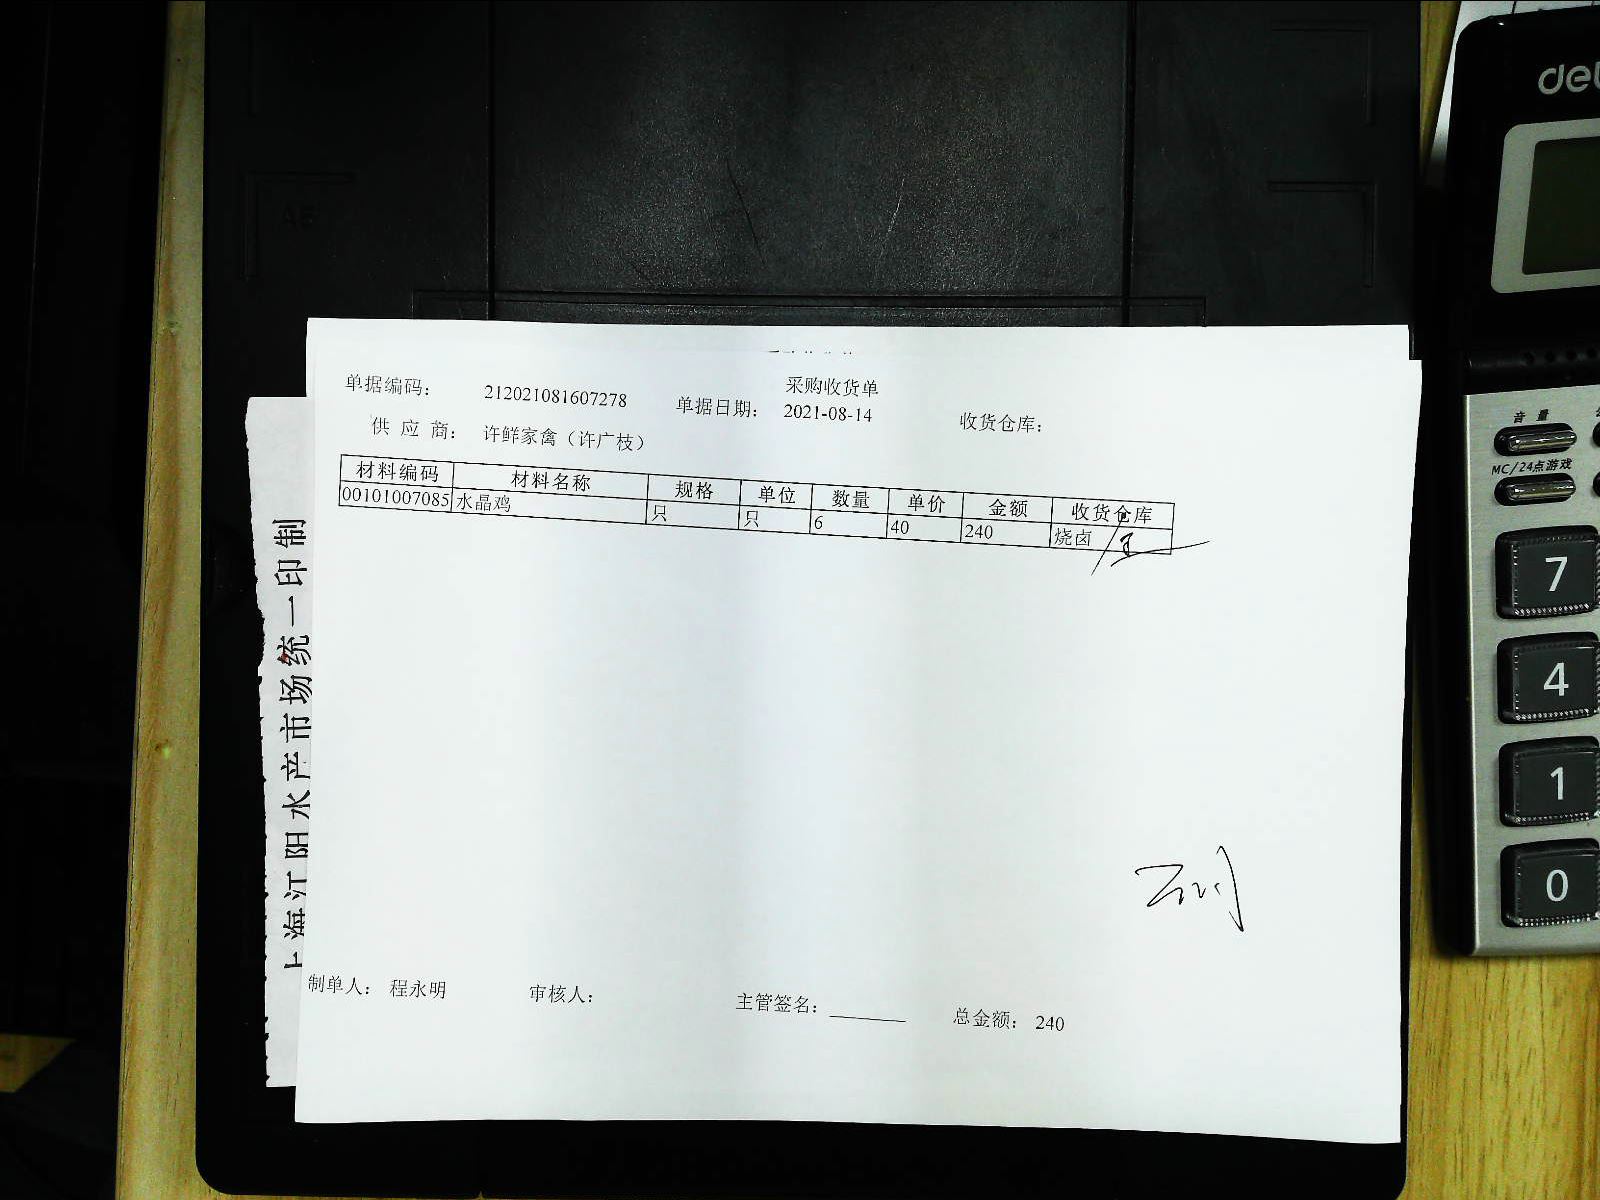 采购收货单
单据编码： 212021081607278 单据日期： 2021-08-14 收货仓库：
供 应 商： 许鲜家禽（许广枝）
材料编码 材料名称 规格 单位 数量 单价 金额 收货仓库
00101007085 水晶鸡 只 只 6 40 240 烧卤
制单人： 程永明 审核人： 主管签名： 总金额： 240
上海江阳水产市场统一印制
音量
MC/24点游戏
7
4
1
0